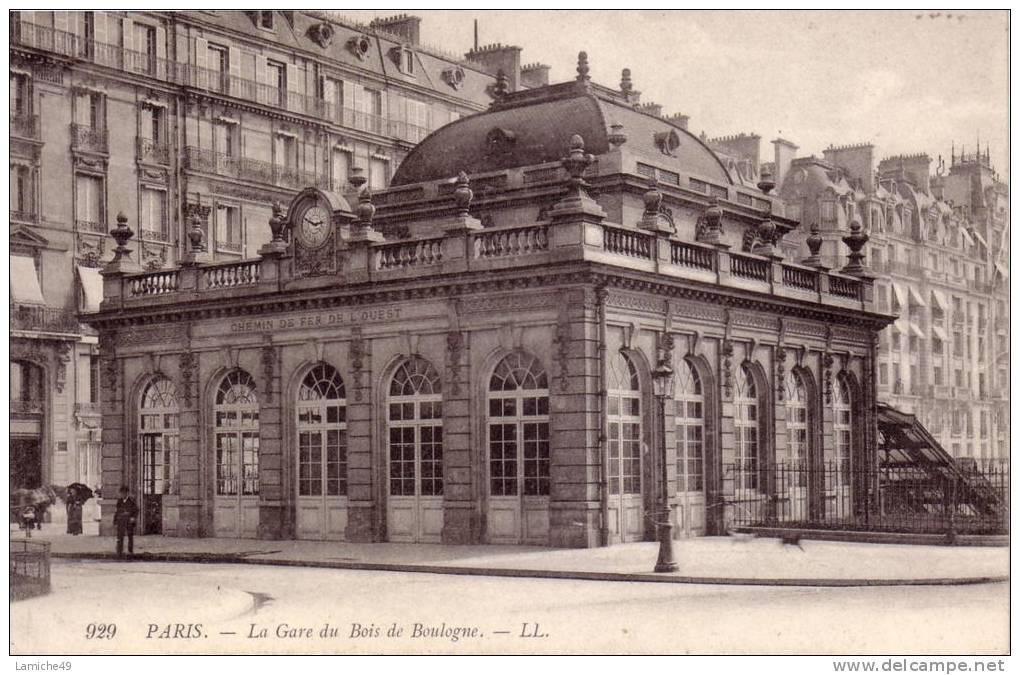 CHEMIN DE FER DE L'OUEST
929 PARIS. — La Gare du Bois de Boulogne. — LL.
Lamiche49
www.delcampe.net